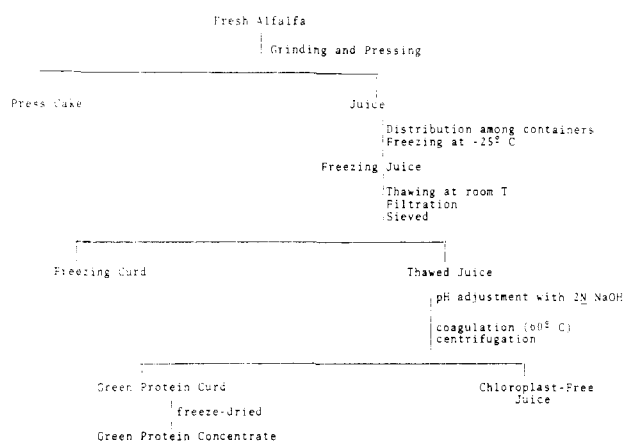 Fresh Alfalfa
Grinding and Pressing
Press Cake
Juice
Distribution among containers
Freezing at -25° C
Freezing Juice
Thawing at room T
Filtration
Sieved
Freezing Curd
Thawed Juice
pH adjustment with 2N NaOH
coagulation (60° C)
centrifugation
Green Protein Curd
Chloroplast-Free
Juice
freeze-dried
Green Protein Concentrate